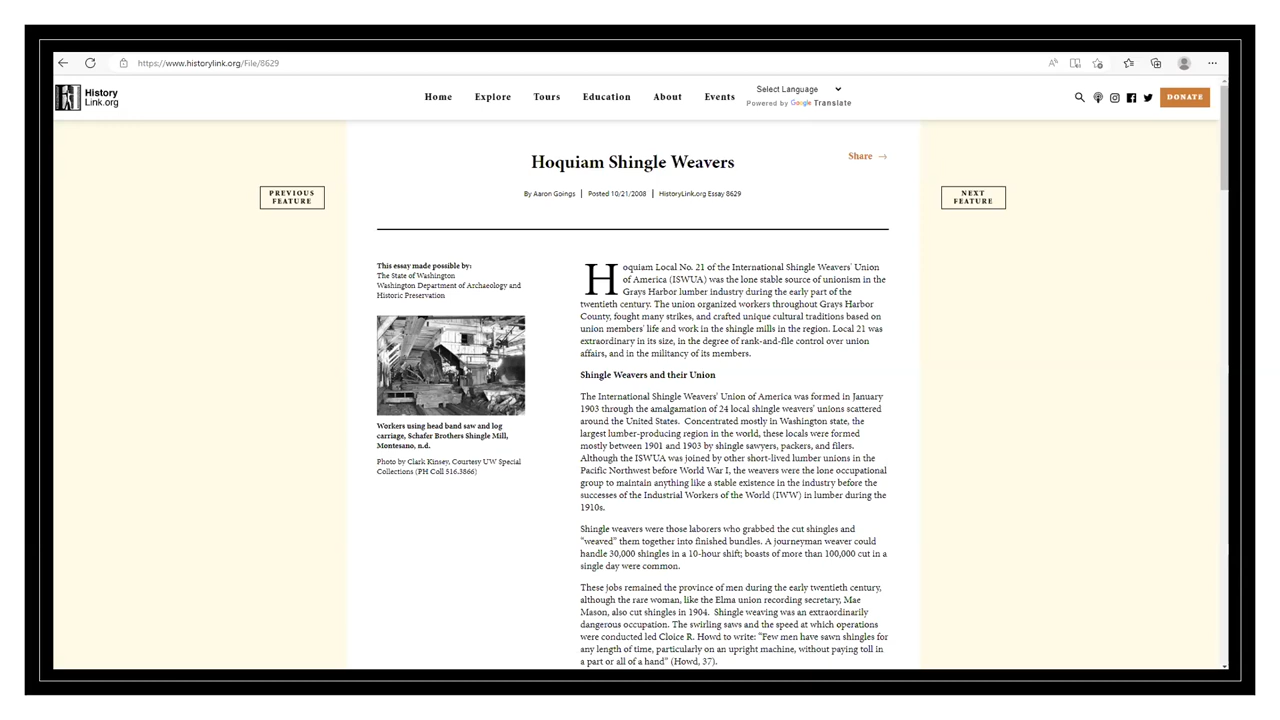 https://www.historylink.org/File/8629
History
Link.org
Home Explore Tours Education About Events
Select Language
Powered by Google Translate
DONATE
Hoquiam Shingle Weavers
Share →
By Aaron Goings | Posted 10/21/2008 | HistoryLink.org Essay 8629
PREVIOUS
FEATURE
NEXT
FEATURE
This essay made possible by:
The State of Washington
Washington Department of Archaeology and
Historic Preservation
Workers using head band saw and log
carriage, Schafer Brothers Shingle Mill,
Montesano, n.d.
Photo by Clark Kinsey, Courtesy UW Special
Collections (PH Coll 516.3866)
Hoquiam Local No. 21 of the International Shingle Weavers' Union
of America (ISWUA) was the lone stable source of unionism in the
Grays Harbor lumber industry during the early part of the
twentieth century. The union organized workers throughout Grays Harbor
County, fought many strikes, and crafted unique cultural traditions based on
union members' life and work in the shingle mills in the region. Local 21 was
extraordinary in its size, in the degree of rank-and-file control over union
affairs, and in the militancy of its members.
Shingle Weavers and their Union
The International Shingle Weavers' Union of America was formed in January
1903 through the amalgamation of 24 local shingle weavers' unions scattered
around the United States. Concentrated mostly in Washington state, the
largest lumber-producing region in the world, these locals were formed
mostly between 1901 and 1903 by shingle sawyers, packers, and filers.
Although the ISWUA was joined by other short-lived lumber unions in the
Pacific Northwest before World War I, the weavers were the lone occupational
group to maintain anything like a stable existence in the industry before the
successes of the Industrial Workers of the World (IWW) in lumber during the
1910s.
Shingle weavers were those laborers who grabbed the cut shingles and
"weaved" them together into finished bundles. A journeyman weaver could
handle 30,000 shingles in a 10-hour shift; boasts of more than 100,000 cut in a
single day were common.
These jobs remained the province of men during the early twentieth century,
although the rare woman, like the Elma union recording secretary, Mae
Mason, also cut shingles in 1904. Shingle weaving was an extraordinarily
dangerous occupation. The swirling saws and the speed at which operations
were conducted led Cloice R. Howd to write: "Few men have sawn shingles for
any length of time, particularly on an upright machine, without paying toll in
a part or all of a hand" (Howd, 37).